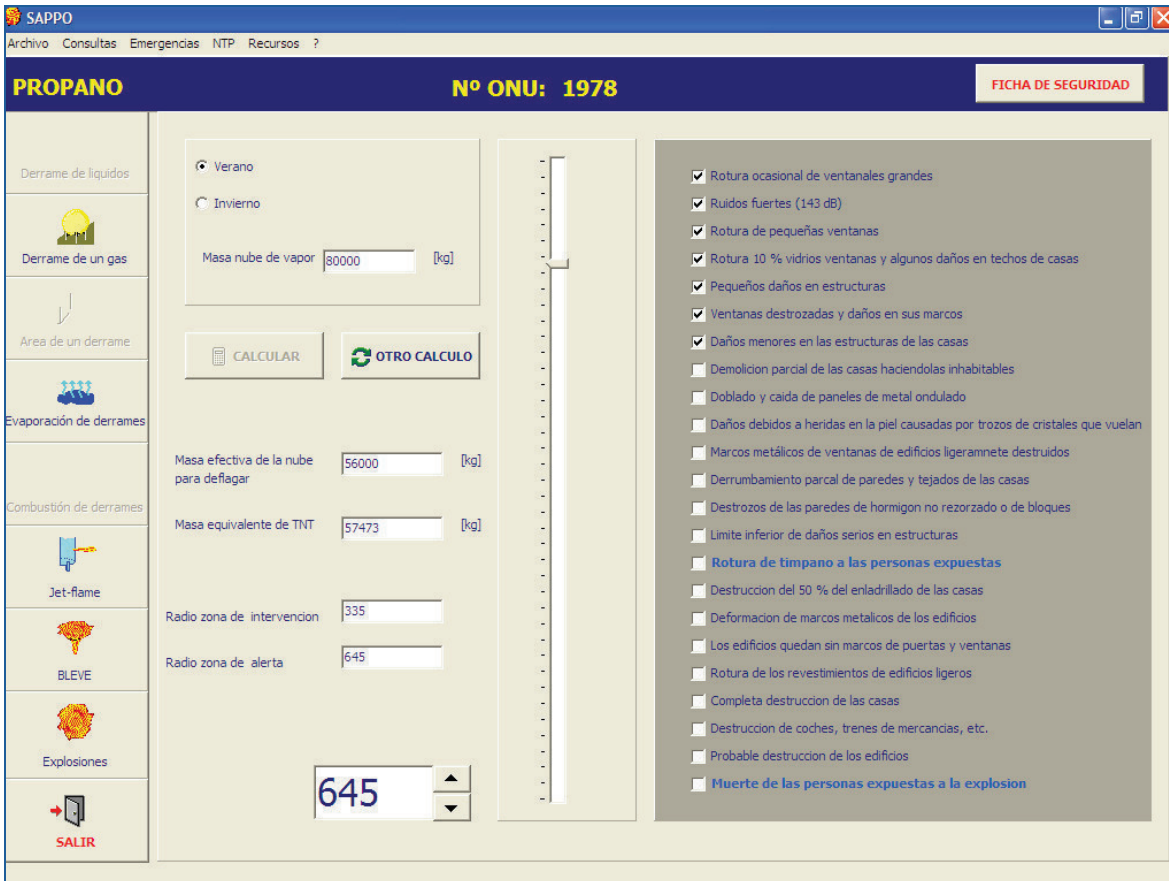 SAPPO
Archivo Consultas Emergencias NTP Recursos ?
PROPANO
Nº ONU: 1978
FICHA DE SEGURIDAD
Derrame de liquidos
Derrame de un gas
Area de un derrame
Evaporación de derrames
Combustión de derrames
Jet-flame
BLEVE
Explosiones
SALIR
Verano
Invierno
Masa nube de vapor 80000 [kg]
CALCULAR
OTRO CALCULO
Masa efectiva de la nube
para deflagar
56000 [kg]
Masa equivalente de TNT 57473 [kg]
Radio zona de intervencion 335
Radio zona de alerta 645
645
Rotura ocasional de ventanales grandes
Ruidos fuertes (143 dB)
Rotura de pequeñas ventanas
Rotura 10 % vidrios ventanas y algunos daños en techos de casas
Pequeños daños en estructuras
Ventanas destrozadas y daños en sus marcos
Daños menores en las estructuras de las casas
Demolicion parcial de las casas haciendolas inhabitables
Doblado y caida de paneles de metal ondulado
Daños debidos a heridas en la piel causadas por trozos de cristales que vuelan
Marcos metálicos de ventanas de edificios ligeramnete destruidos
Derrumbamiento parcal de paredes y tejados de las casas
Destrozos de las paredes de hormigon no rezorzado o de bloques
Limite inferior de daños serios en estructuras
Rotura de timpano a las personas expuestas
Destruccion del 50 % del enladrillado de las casas
Deformacion de marcos metalicos de los edificios
Los edificios quedan sin marcos de puertas y ventanas
Rotura de los revestimientos de edificios ligeros
Completa destruccion de las casas
Destruccion de coches, trenes de mercancias, etc.
Probable destruccion de los edificios
Muerte de las personas expuestas a la explosion